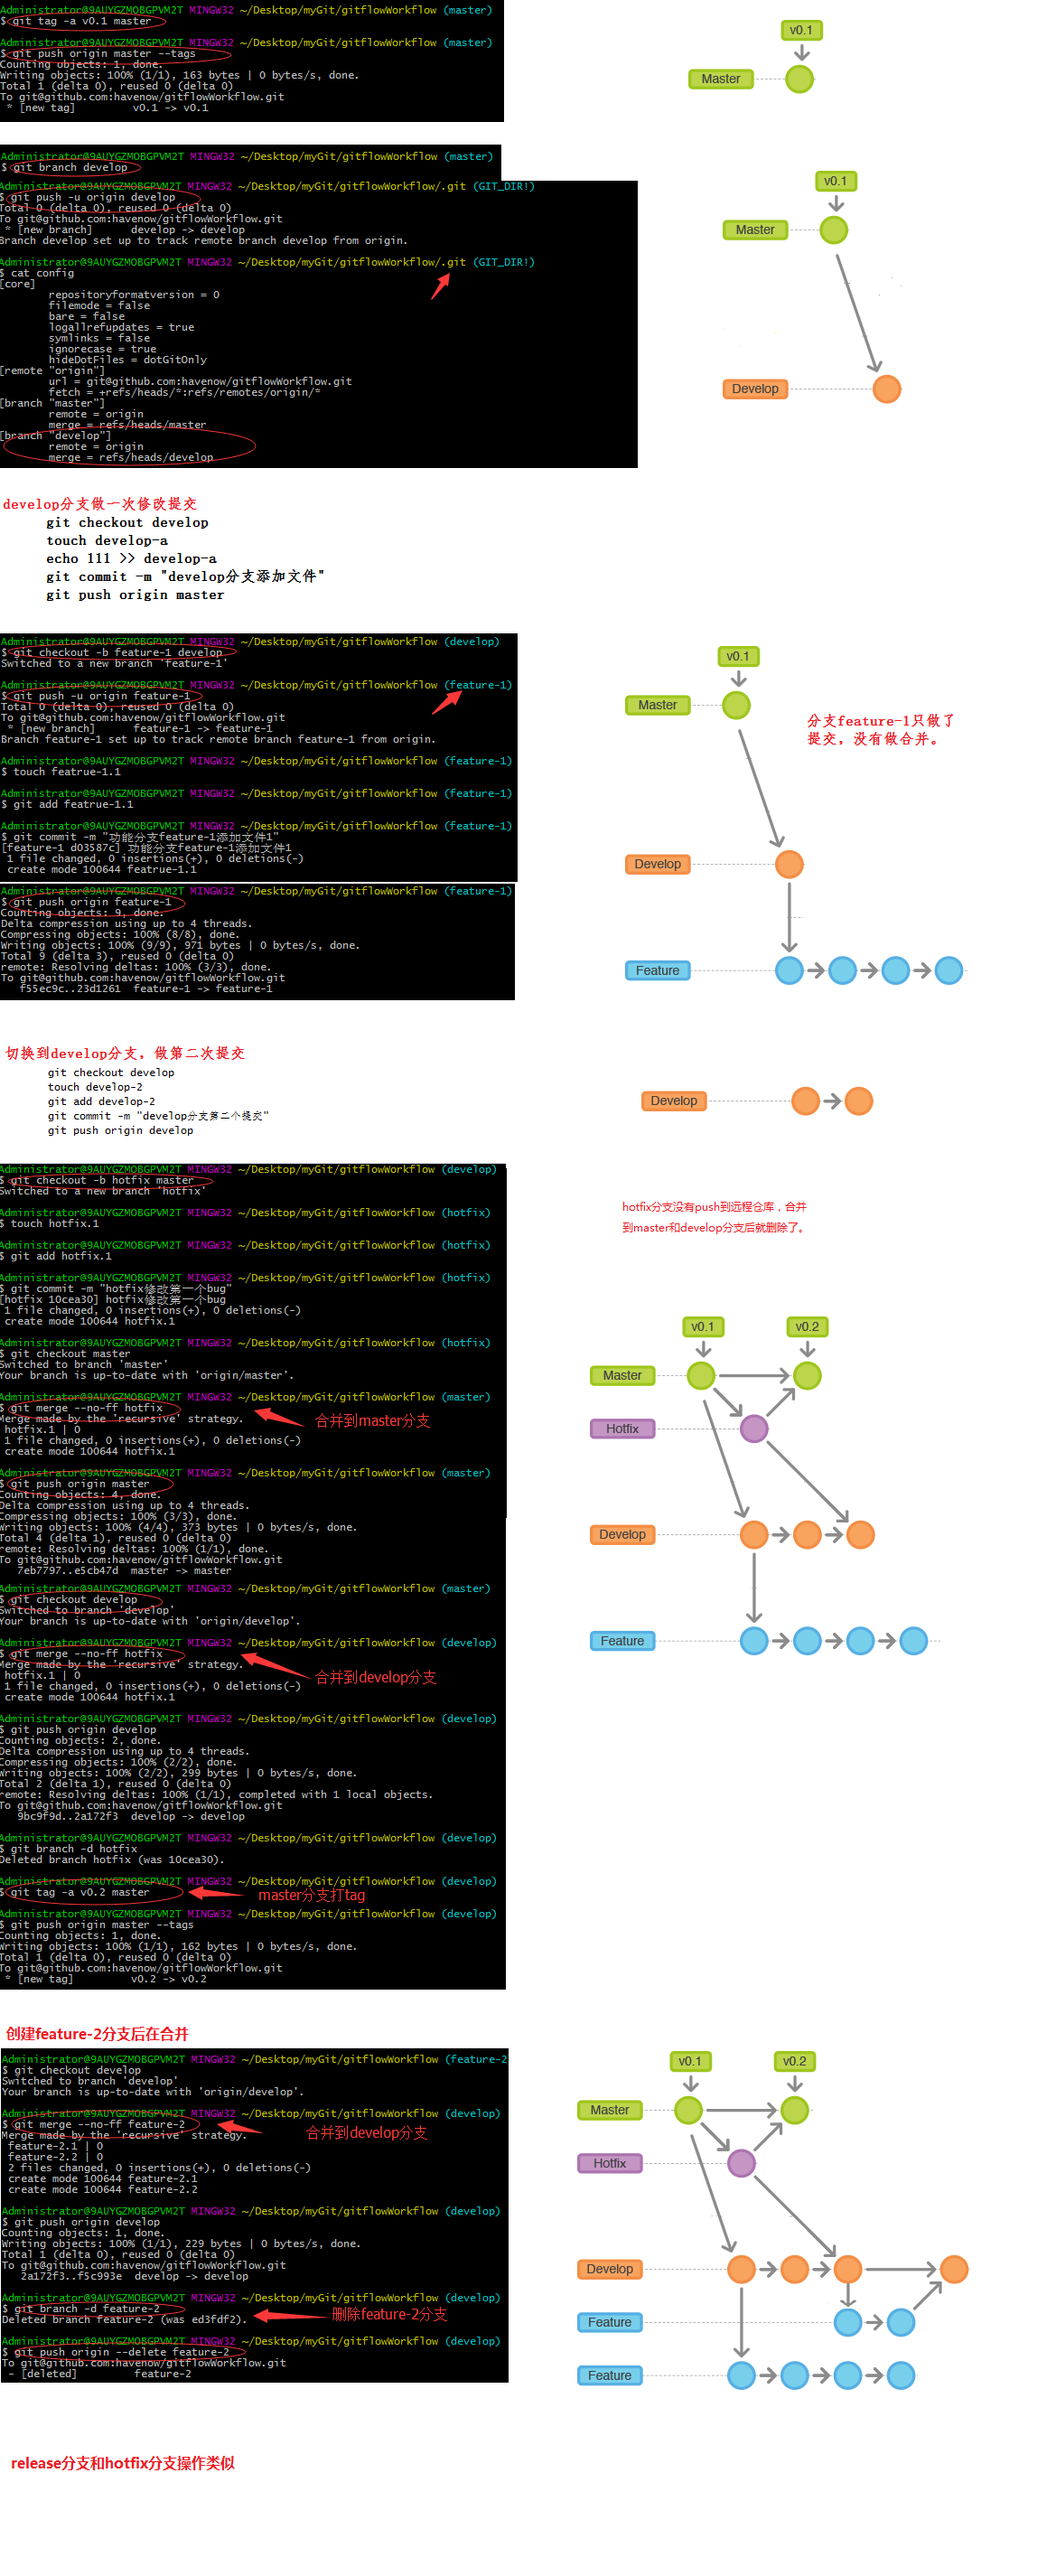 Administrator@9AUYGZMOBGPVM2T MINGW32 ~/Desktop/myGit/gitflowWorkflow (master)
$ git tag -a v0.1 master
Administrator@9AUYGZMOBGPVM2T MINGW32 ~/Desktop/myGit/gitflowWorkflow (master)
$ git push origin master --tags
Counting objects: 1, done.
Writing objects: 100% (1/1), 163 bytes | 0 bytes/s, done.
Total 1 (delta 0), reused 0 (delta 0)
To git@github.com:havenow/gitflowWorkflow.git
* [new tag] v0.1 -> v0.1
v0.1
Master
Administrator@9AUYGZMOBGPVM2T MINGW32 ~/Desktop/myGit/gitflowWorkflow (master)
$ git branch develop
Administrator@9AUYGZMOBGPVM2T MINGW32 ~/Desktop/myGit/gitflowWorkflow/.git (GIT_DIR!)
$ git push -u origin develop
Total 0 (delta 0), reused 0 (delta 0)
To git@github.com:havenow/gitflowWorkflow.git
* [new branch] develop -> develop
Branch develop set up to track remote branch develop from origin.
Administrator@9AUYGZMOBGPVM2T MINGW32 ~/Desktop/myGit/gitflowWorkflow/.git (GIT_DIR!)
$ cat config
[core]
repositoryformatversion = 0
filemode = false
bare = false
logallrefupdates = true
symlinks = false
ignorecase = true
hideDotFiles = dotGitOnly
[remote "origin"]
url = git@github.com:havenow/gitflowWorkflow.git
fetch = +refs/heads/*:refs/remotes/origin/*
[branch "master"]
remote = origin
merge = refs/heads/master
[branch "develop"]
remote = origin
merge = refs/heads/develop
v0.1
Master
Develop
develop分支做一次修改提交
git checkout develop
touch develop-a
echo 111 >> develop-a
git commit -m "develop分支添加文件"
git push origin master
Administrator@9AUYGZMOBGPVM2T MINGW32 ~/Desktop/myGit/gitflowWorkflow (develop)
$ git checkout -b feature-1 develop
Switched to a new branch 'feature-1'
Administrator@9AUYGZMOBGPVM2T MINGW32 ~/Desktop/myGit/gitflowWorkflow (feature-1)
$ git push -u origin feature-1
Total 0 (delta 0), reused 0 (delta 0)
To git@github.com:havenow/gitflowWorkflow.git
* [new branch] feature-1 -> feature-1
Branch feature-1 set up to track remote branch feature-1 from origin.
Administrator@9AUYGZMOBGPVM2T MINGW32 ~/Desktop/myGit/gitflowWorkflow (feature-1)
$ touch featrue-1.1
Administrator@9AUYGZMOBGPVM2T MINGW32 ~/Desktop/myGit/gitflowWorkflow (feature-1)
$ git add featrue-1.1
Administrator@9AUYGZMOBGPVM2T MINGW32 ~/Desktop/myGit/gitflowWorkflow (feature-1)
$ git commit -m "功能分支feature-1添加文件1"
[feature-1 d03587c] 功能分支feature-1添加文件1
1 file changed, 0 insertions(+), 0 deletions(-)
create mode 100644 featrue-1.1
Administrator@9AUYGZMOBGPVM2T MINGW32 ~/Desktop/myGit/gitflowWorkflow (feature-1)
$ git push origin feature-1
Counting objects: 9, done.
Delta compression using up to 4 threads.
Compressing objects: 100% (8/8), done.
Writing objects: 100% (9/9), 971 bytes | 0 bytes/s, done.
Total 9 (delta 3), reused 0 (delta 0)
remote: Resolving deltas: 100% (3/3), done.
To git@github.com:havenow/gitflowWorkflow.git
f55ec9c..23d1261 feature-1 -> feature-1
v0.1
Master
分支feature-1只做了
提交，没有做合并。
Develop
Feature
切换到develop分支，做第二次提交
git checkout develop
touch develop-2
git add develop-2
git commit -m "develop分支第二个提交"
git push origin develop
Develop
Administrator@9AUYGZMOBGPVM2T MINGW32 ~/Desktop/myGit/gitflowWorkflow (develop)
$ git checkout -b hotfix master
Switched to a new branch 'hotfix'
Administrator@9AUYGZMOBGPVM2T MINGW32 ~/Desktop/myGit/gitflowWorkflow (hotfix)
$ touch hotfix.1
Administrator@9AUYGZMOBGPVM2T MINGW32 ~/Desktop/myGit/gitflowWorkflow (hotfix)
$ git add hotfix.1
Administrator@9AUYGZMOBGPVM2T MINGW32 ~/Desktop/myGit/gitflowWorkflow (hotfix)
$ git commit -m "hotfix修改第一个bug"
[hotfix 10cea30] hotfix修改第一个bug
1 file changed, 0 insertions(+), 0 deletions(-)
create mode 100644 hotfix.1
Administrator@9AUYGZMOBGPVM2T MINGW32 ~/Desktop/myGit/gitflowWorkflow (hotfix)
$ git checkout master
Switched to branch 'master'
Your branch is up-to-date with 'origin/master'.
Administrator@9AUYGZMOBGPVM2T MINGW32 ~/Desktop/myGit/gitflowWorkflow (master)
$ git merge --no-ff hotfix
Merge made by the 'recursive' strategy.
hotfix.1 | 0
1 file changed, 0 insertions(+), 0 deletions(-)
create mode 100644 hotfix.1
合并到master分支
Administrator@9AUYGZMOBGPVM2T MINGW32 ~/Desktop/myGit/gitflowWorkflow (master)
$ git push origin master
Counting objects: 4, done.
Delta compression using up to 4 threads.
Compressing objects: 100% (3/3), done.
Writing objects: 100% (4/4), 373 bytes | 0 bytes/s, done.
Total 4 (delta 1), reused 0 (delta 0)
remote: Resolving deltas: 100% (1/1), done.
To git@github.com:havenow/gitflowWorkflow.git
7eb7797..e5cb47d master -> master
Administrator@9AUYGZMOBGPVM2T MINGW32 ~/Desktop/myGit/gitflowWorkflow (master)
$ git checkout develop
Switched to branch 'develop'
Your branch is up-to-date with 'origin/develop'.
Administrator@9AUYGZMOBGPVM2T MINGW32 ~/Desktop/myGit/gitflowWorkflow (develop)
$ git merge --no-ff hotfix
Merge made by the 'recursive' strategy.
hotfix.1 | 0
1 file changed, 0 insertions(+), 0 deletions(-)
create mode 100644 hotfix.1
合并到develop分支
Administrator@9AUYGZMOBGPVM2T MINGW32 ~/Desktop/myGit/gitflowWorkflow (develop)
$ git push origin develop
Counting objects: 2, done.
Delta compression using up to 4 threads.
Compressing objects: 100% (2/2), done.
Writing objects: 100% (2/2), 299 bytes | 0 bytes/s, done.
Total 2 (delta 1), reused 0 (delta 0)
remote: Resolving deltas: 100% (1/1), completed with 1 local objects.
To git@github.com:havenow/gitflowWorkflow.git
9bc9f9d..2a172f3 develop -> develop
Administrator@9AUYGZMOBGPVM2T MINGW32 ~/Desktop/myGit/gitflowWorkflow (develop)
$ git branch -d hotfix
Deleted branch hotfix (was 10cea30).
Administrator@9AUYGZMOBGPVM2T MINGW32 ~/Desktop/myGit/gitflowWorkflow (develop)
$ git tag -a v0.2 master
master分支打tag
Administrator@9AUYGZMOBGPVM2T MINGW32 ~/Desktop/myGit/gitflowWorkflow (develop)
$ git push origin master --tags
Counting objects: 1, done.
Writing objects: 100% (1/1), 162 bytes | 0 bytes/s, done.
Total 1 (delta 0), reused 0 (delta 0)
To git@github.com:havenow/gitflowWorkflow.git
* [new tag] v0.2 -> v0.2
hotfix分支没有push到远程仓库，合并
到master和develop分支后就删除了。
v0.1
v0.2
Master
Hotfix
Develop
Feature
创建feature-2分支后在合并
Administrator@9AUYGZMOBGPVM2T MINGW32 ~/Desktop/myGit/gitflowWorkflow (feature-2
$ git checkout develop
Switched to branch 'develop'
Your branch is up-to-date with 'origin/develop'.
Administrator@9AUYGZMOBGPVM2T MINGW32 ~/Desktop/myGit/gitflowWorkflow (develop)
$ git merge --no-ff feature-2
Merge made by the 'recursive' strategy.
feature-2.1 | 0
feature-2.2 | 0
2 files changed, 0 insertions(+), 0 deletions(-)
create mode 100644 feature-2.1
create mode 100644 feature-2.2
合并到develop分支
Administrator@9AUYGZMOBGPVM2T MINGW32 ~/Desktop/myGit/gitflowWorkflow (develop)
$ git push origin develop
Counting objects: 1, done.
Writing objects: 100% (1/1), 229 bytes | 0 bytes/s, done.
Total 1 (delta 0), reused 0 (delta 0)
To git@github.com:havenow/gitflowWorkflow.git
2a172f3..f5c993e develop -> develop
Administrator@9AUYGZMOBGPVM2T MINGW32 ~/Desktop/myGit/gitflowWorkflow (develop)
$ git branch -d feature-2
Deleted branch feature-2 (was ed3fdf2).
删除feature-2分支
Administrator@9AUYGZMOBGPVM2T MINGW32 ~/Desktop/myGit/gitflowWorkflow (develop)
$ git push origin --delete feature-2
To git@github.com:havenow/gitflowWorkflow.git
- [deleted] feature-2
v0.1
v0.2
Master
Hotfix
Develop
Feature
Feature
release分支和hotfix分支操作类似